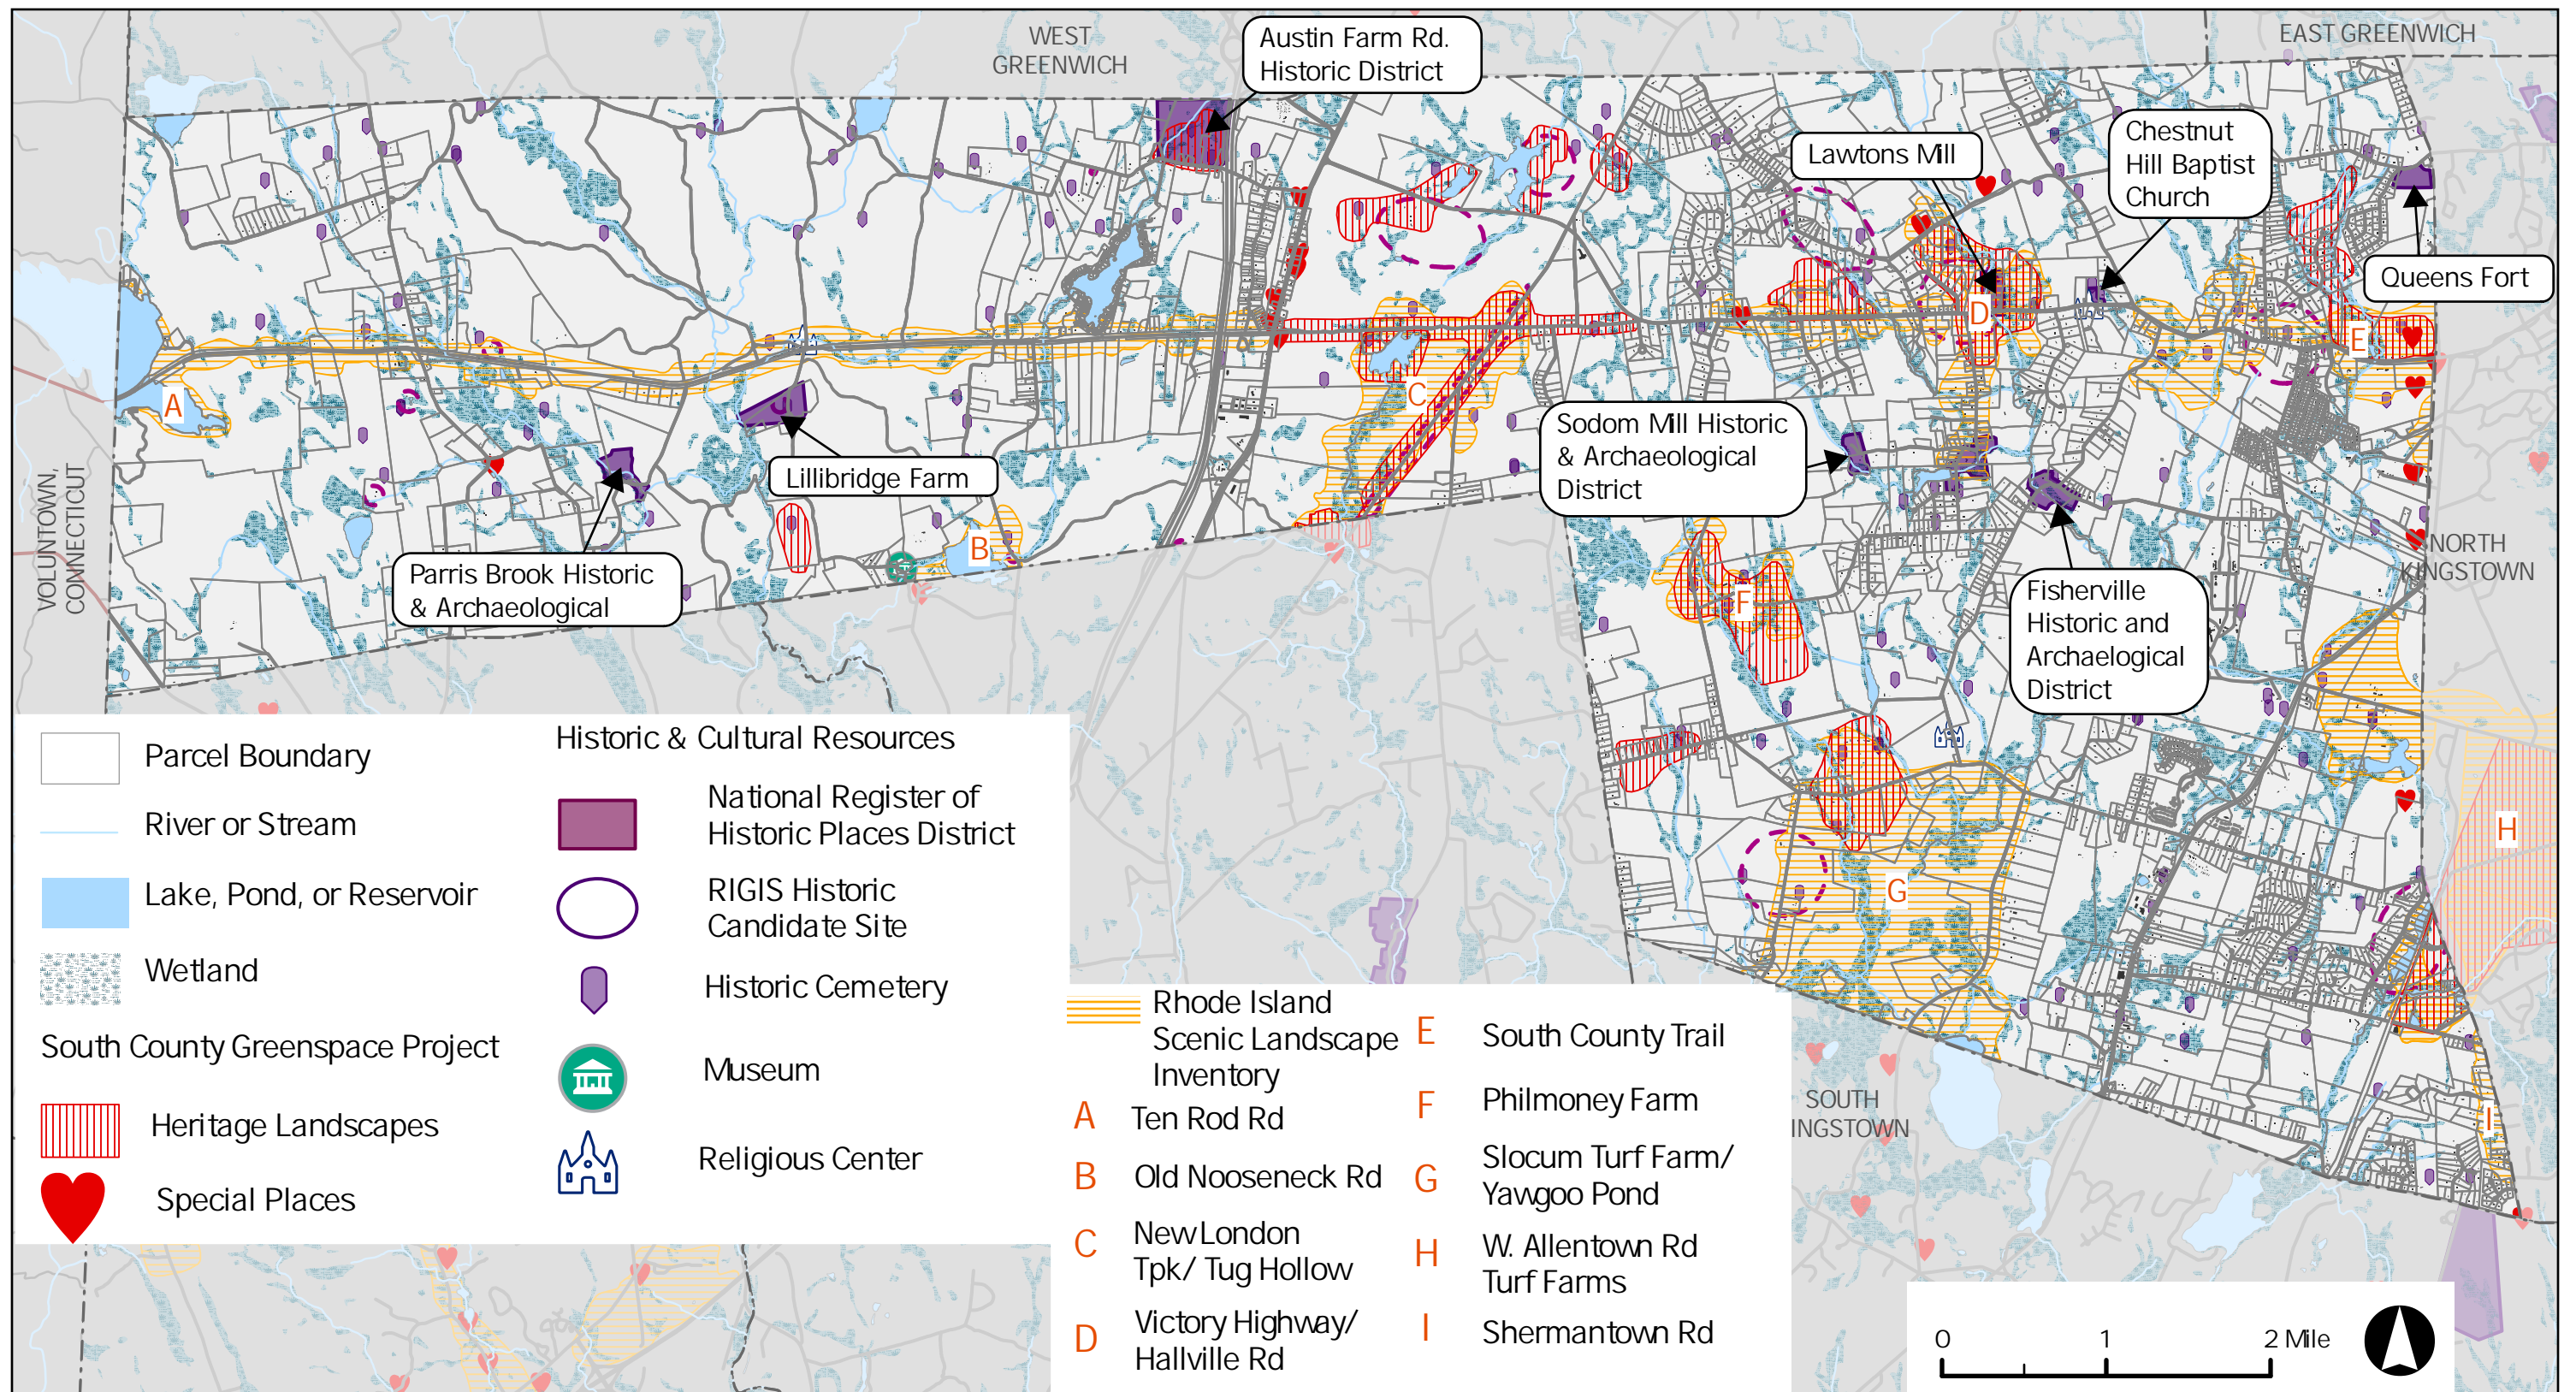 WEST
GREENWICH
EAST GREENWICH
Austin Farm Rd.
Historic District
Lawtons Mill
Chestnut
Hill Baptist
Church
Queens Fort
D
E
A
C
VOLUNTOWN,
CONNECTICUT
Lillibridge Farm
Sodom Mill Historic
& Archaeological
District
B
Parris Brook Historic
& Archaeological
F
NORTH
KINGSTOWN
Fisherville
Historic and
Archaelogical
District
H
G
I
SOUTH
INGSTOWN
Parcel Boundary
River or Stream
Lake, Pond, or Reservoir
Wetland
South County Greenspace Project
Heritage Landscapes
Special Places
Historic & Cultural Resources
National Register of
Historic Places District
RIGIS Historic
Candidate Site
Historic Cemetery
Museum
Religious Center
Rhode Island
Scenic Landscape
Inventory
A Ten Rod Rd
B Old Nooseneck Rd
C New London
Tpk/ Tug Hollow
D Victory Highway/
Hallville Rd
E South County Trail
F Philmoney Farm
G Slocum Turf Farm/
Yawgoo Pond
H W. Allentown Rd
Turf Farms
I Shermantown Rd
0 1 2 Mile